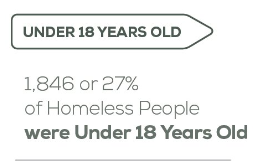 UNDER 18 YEARS OLD
1,846 or 27%
of Homeless People
were Under 18 Years Old